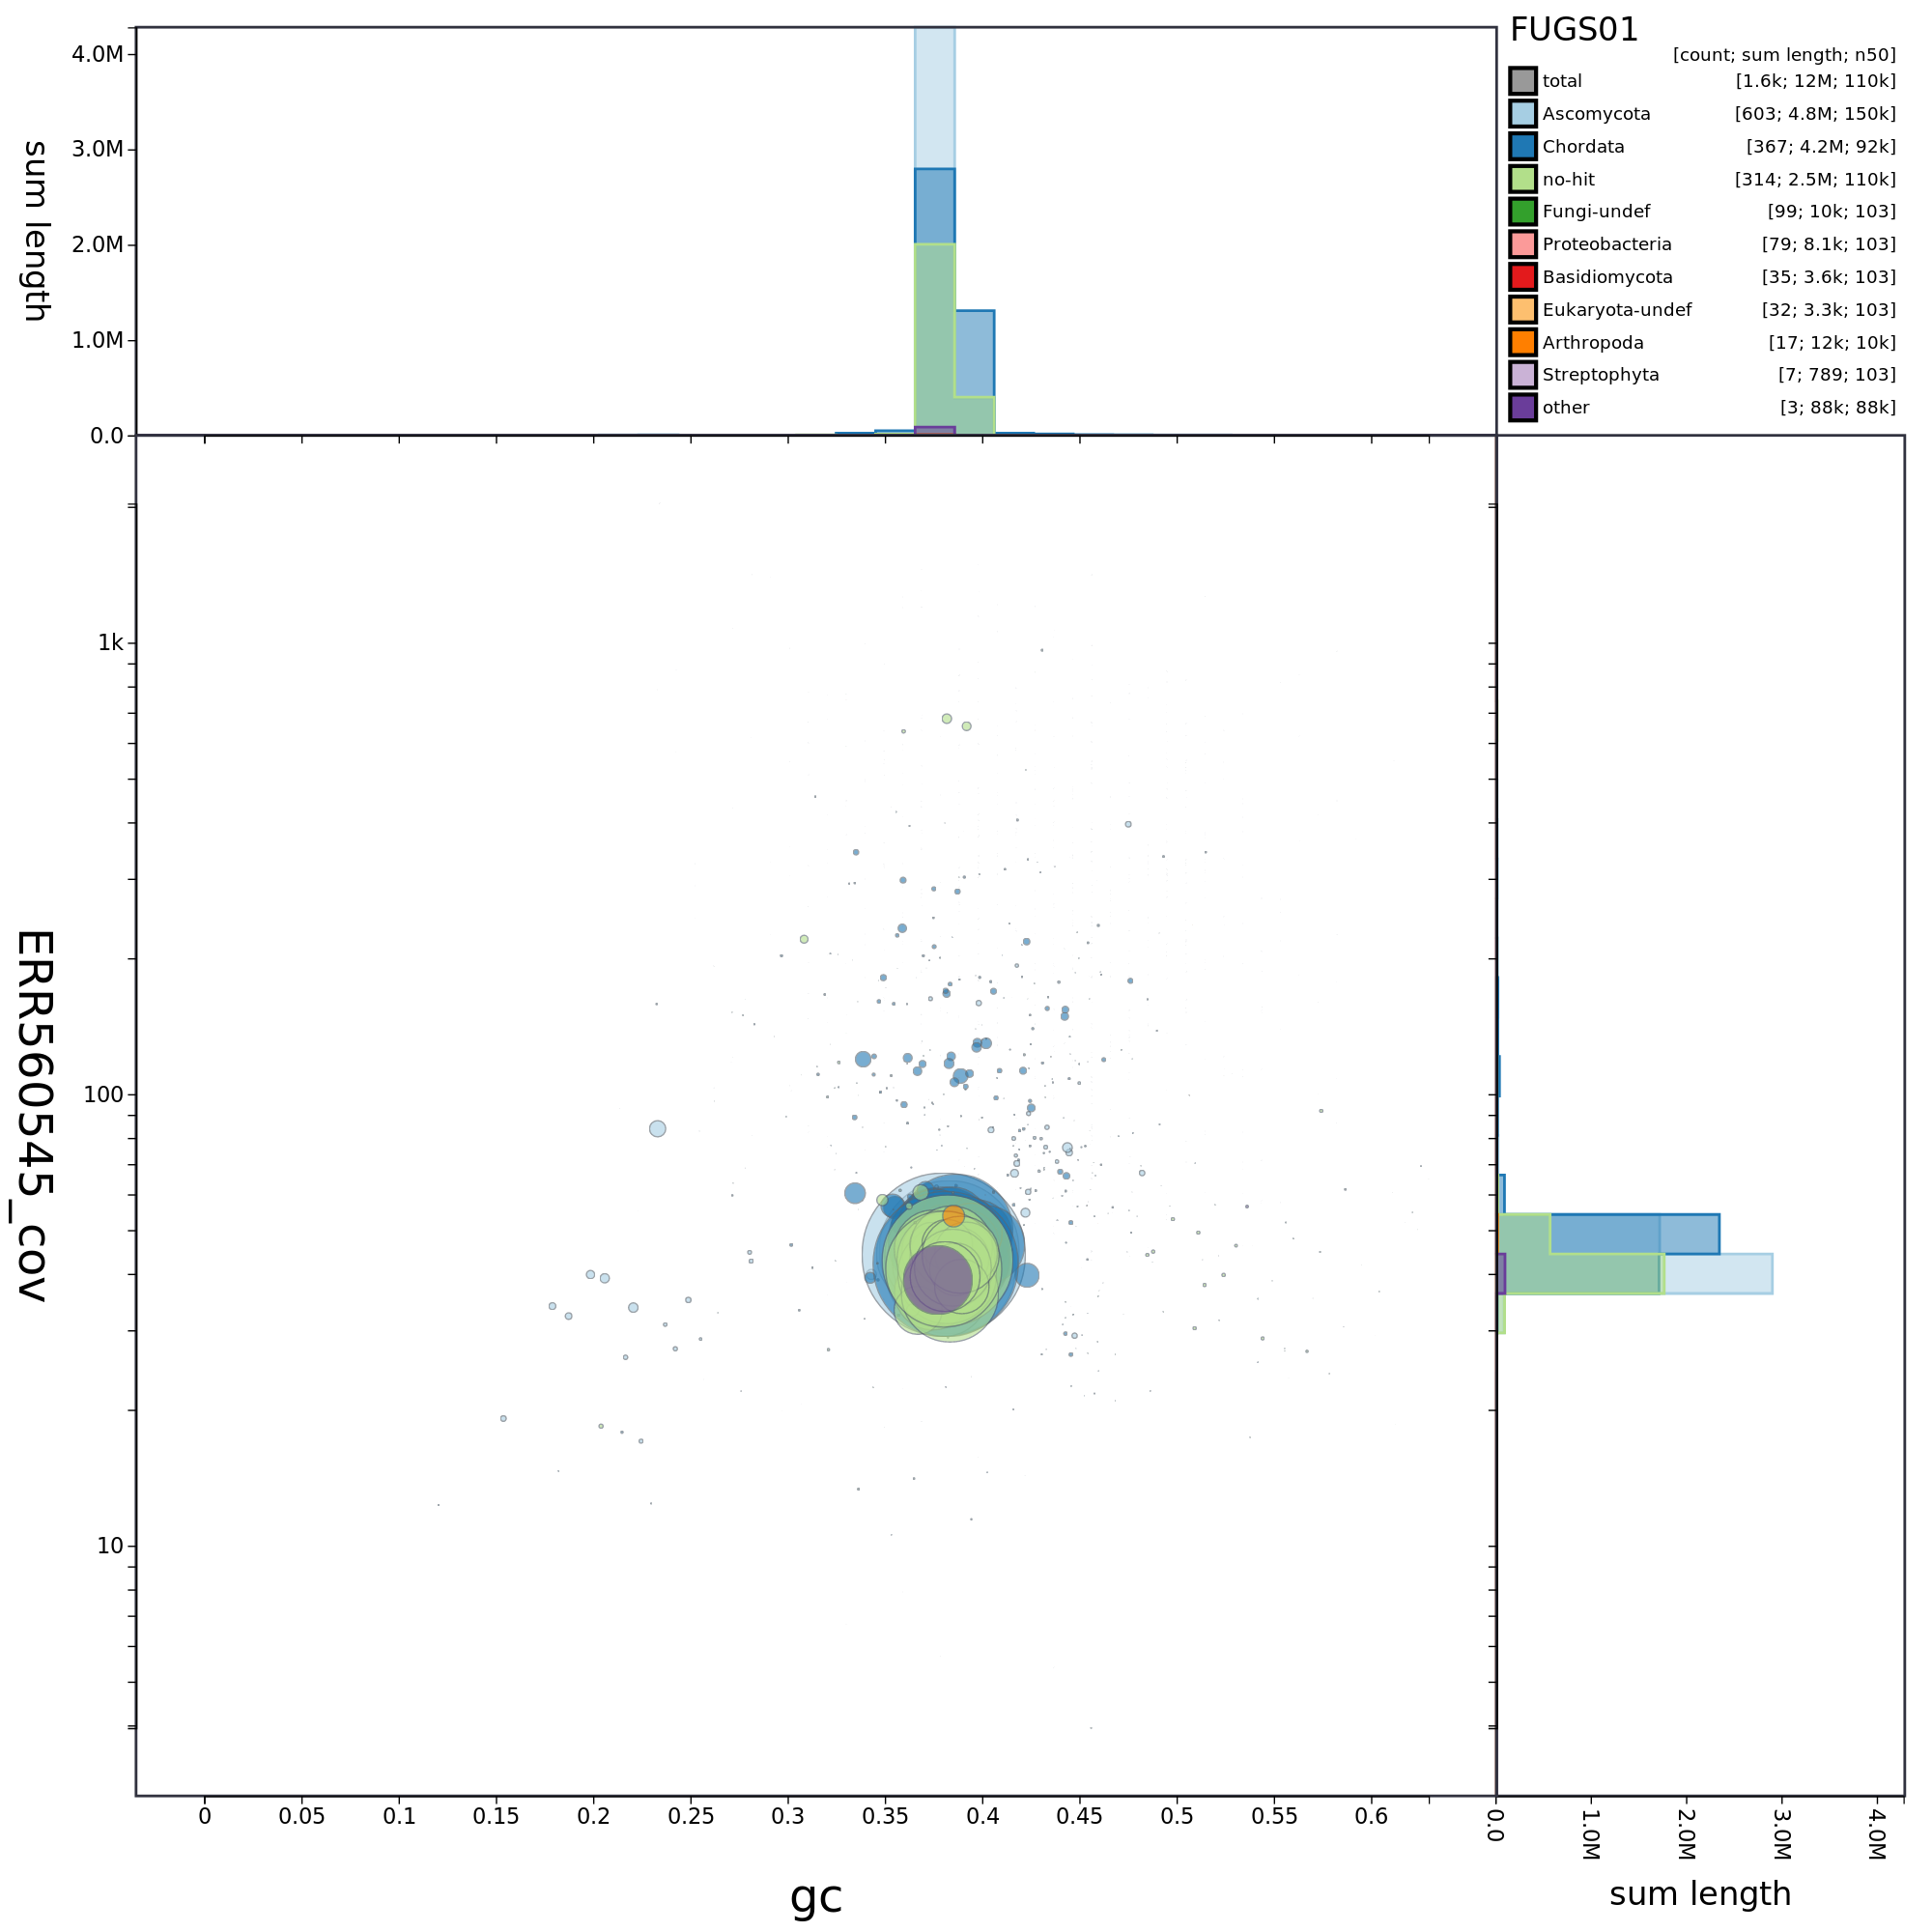 FUGS01
[count; sum length; n50]
total [1.6k; 12M; 110k]
Ascomycota [603; 4.8M; 150k]
Chordata [367; 4.2M; 92k]
no-hit [314; 2.5M; 110k]
Fungi-undef [99; 10k; 103]
Proteobacteria [79; 8.1k; 103]
Basidiomycota [35; 3.6k; 103]
Eukaryota-undef [32; 3.3k; 103]
Arthropoda [17; 12k; 10k]
Streptophyta [7; 789; 103]
other [3; 88k; 88k]
sum length
4.0M
3.0M
2.0M
1.0M
0.0
ERR560545_cov
1k
100
10
0 0.05 0.1 0.15 0.2 0.25 0.3 0.35 0.4 0.45 0.5 0.55 0.6
gc
0.0 1.0M 2.0M 3.0M 4.0M
sum length